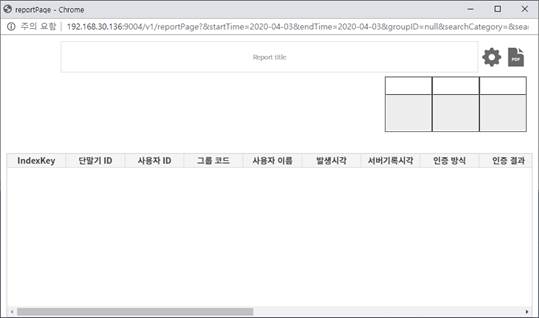 reportPage - Chrome
주의 요함 192.168.30.136:9004/v1/reportPage?&startTime=2020-04-03&endTime=2020-04-03&groupID=null&searchCategory=&sear
Report title
PDF
IndexKey 단말기 ID 사용자 ID 그룹 코드 사용자 이름 발생시각 서버기록시각 인증 방식 인증 결과